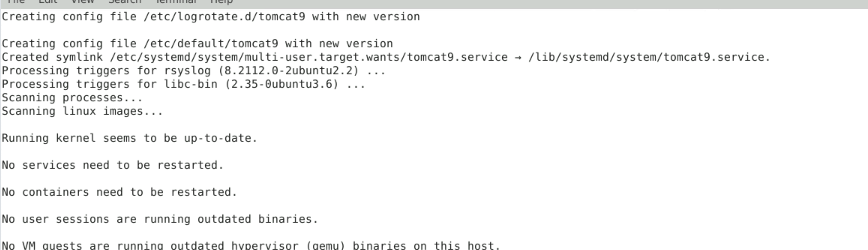 File Edit View Search Terminal Help
Creating config file /etc/logrotate.d/tomcat9 with new version
Creating config file /etc/default/tomcat9 with new version
Created symlink /etc/systemd/system/multi-user.target.wants/tomcat9.service → /lib/systemd/system/tomcat9.service.
Processing triggers for rsyslog (8.2112.0-2ubuntu2.2) ...
Processing triggers for libc-bin (2.35-0ubuntu3.6) ...
Scanning processes...
Scanning linux images...
Running kernel seems to be up-to-date.
No services need to be restarted.
No containers need to be restarted.
No user sessions are running outdated binaries.
No VM guests are running outdated hypervisor (qemu) binaries on this host.